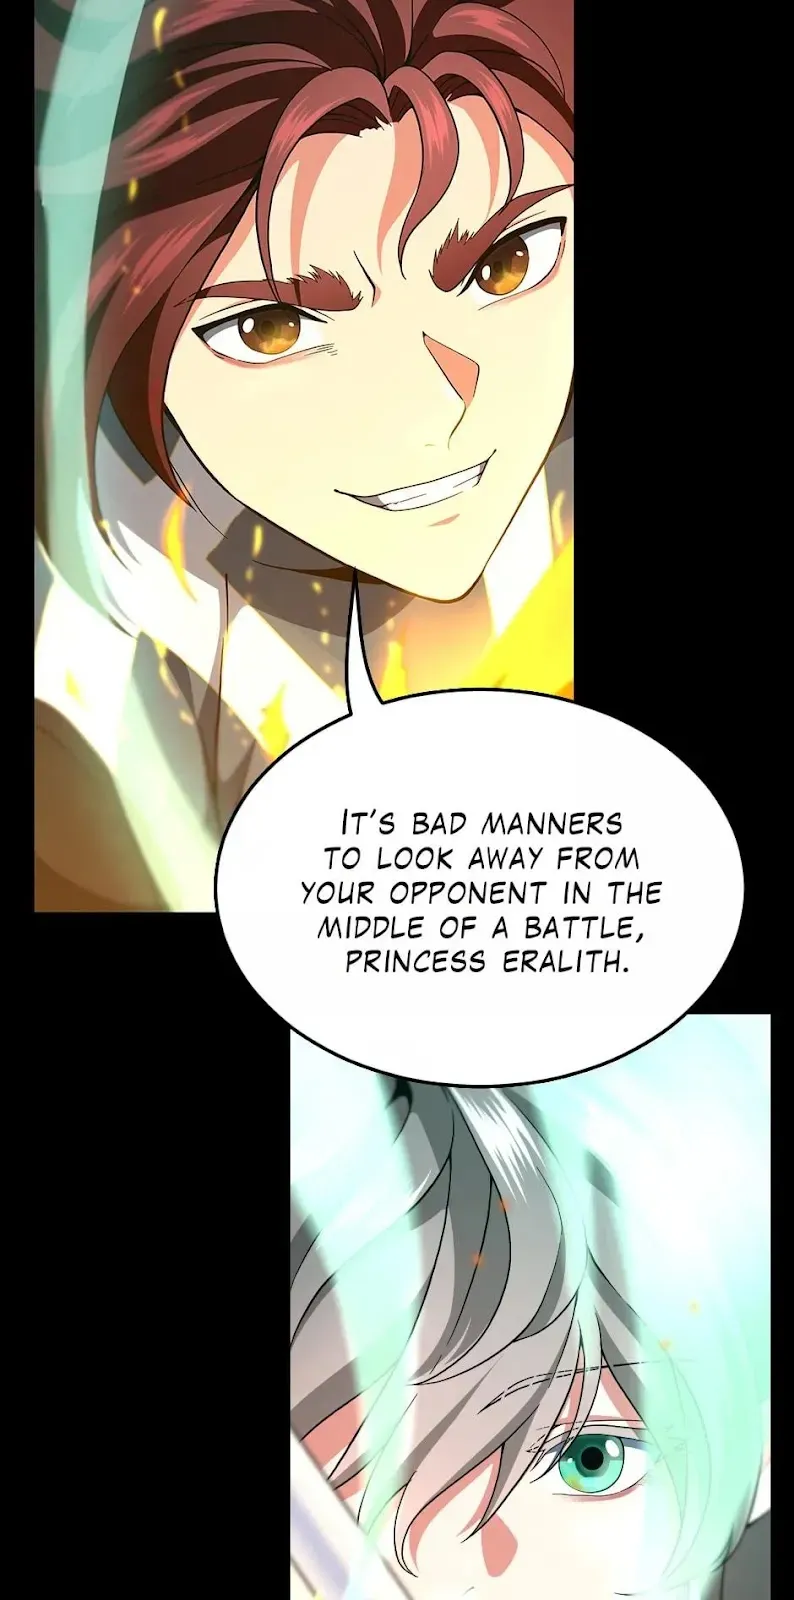 IT'S BAD MANNERS
TO LOOK AWAY FROM
YOUR OPPONENT IN THE
MIDDLE OF A BATTLE,
PRINCESS ERALITH.